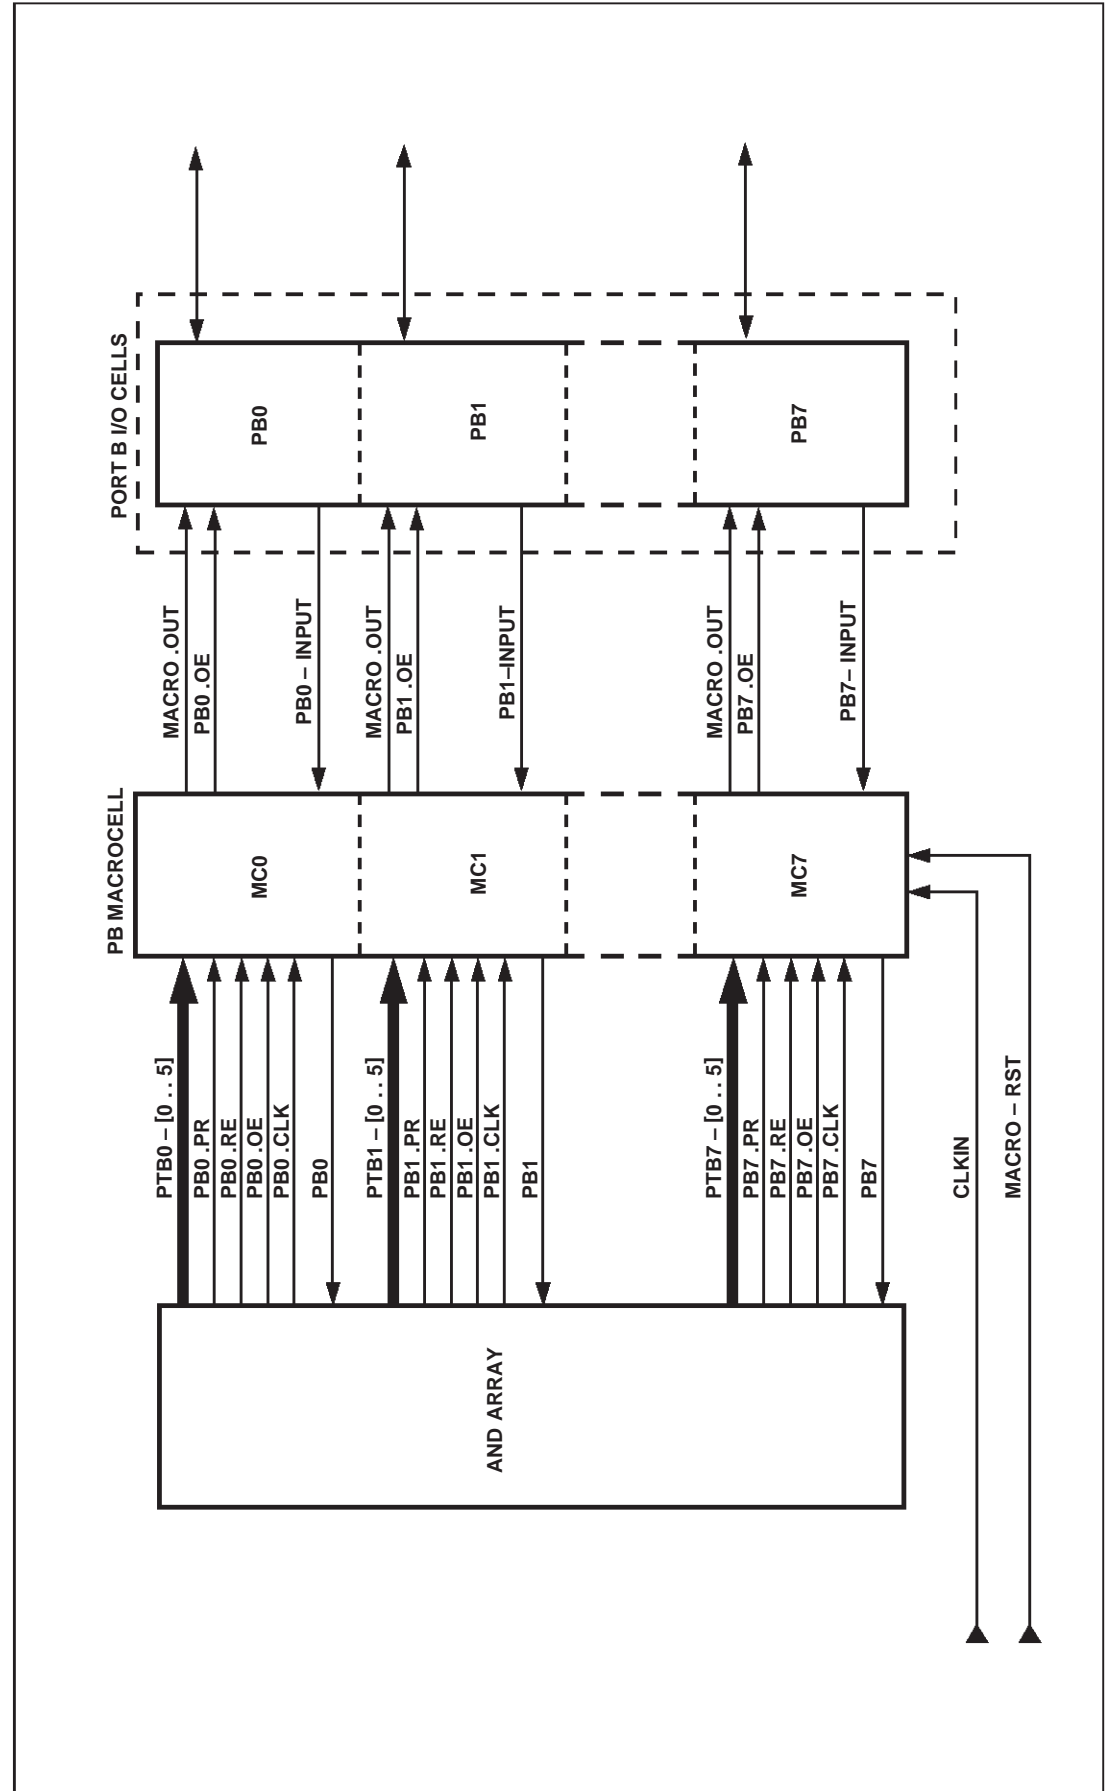 PB MACROCELL
PORT B I/O CELLS
PTB0 – [0 . . 5]
PB0 .PR
PB0 .RE
PB0 .OE
PB0 .CLK
PB0
MC0
MACRO .OUT
PB0 .OE
PB0 – INPUT
PB0
PTB1 – [0 . . 5]
PB1 .PR
PB1 .RE
PB1 .OE
PB1 .CLK
PB1
MC1
MACRO .OUT
PB1 .OE
PB1–INPUT
PB1
AND ARRAY
PTB7 – [0 . . 5]
PB7 .PR
PB7 .RE
PB7 .OE
PB7 .CLK
PB7
MC7
MACRO .OUT
PB7 .OE
PB7– INPUT
PB7
CLKIN
MACRO – RST